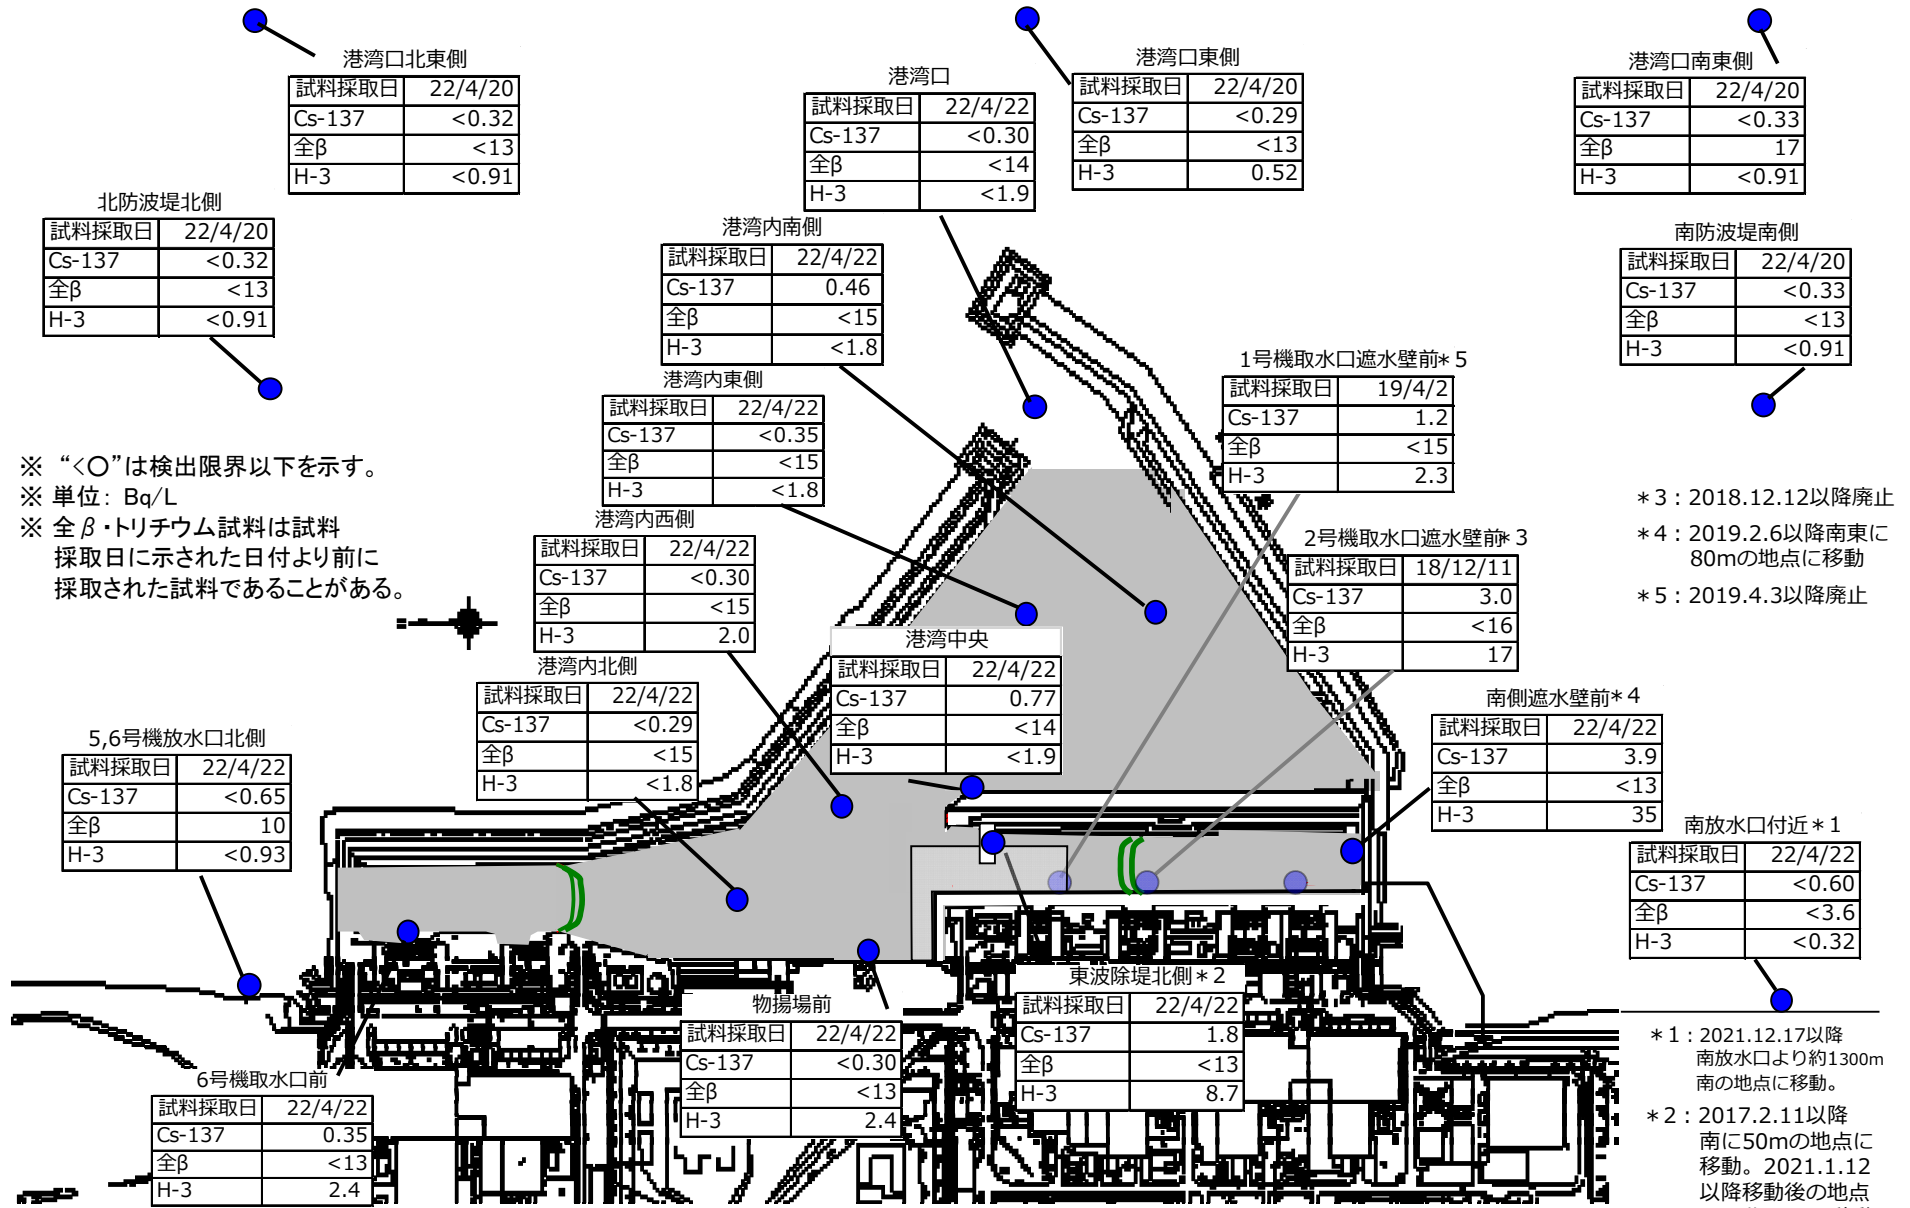 港湾口北東側
試料採取日 22/4/20
Cs-137 <0.32
全β <13
H-3 <0.91
港湾口
試料採取日 22/4/22
Cs-137 <0.30
全β <14
H-3 <1.9
港湾口東側
試料採取日 22/4/20
Cs-137 <0.29
全β <13
H-3 0.52
港湾口南東側
試料採取日 22/4/20
Cs-137 <0.33
全β 17
H-3 <0.91
北防波堤北側
試料採取日 22/4/20
Cs-137 <0.32
全β <13
H-3 <0.91
港湾内南側
試料採取日 22/4/22
Cs-137 0.46
全β <15
H-3 <1.8
南防波堤南側
試料採取日 22/4/20
Cs-137 <0.33
全β <13
H-3 <0.91
港湾内東側
試料採取日 22/4/22
Cs-137 <0.35
全β <15
H-3 <1.8
1号機取水口遮水壁前*5
試料採取日 19/4/2
Cs-137 1.2
全β <15
H-3 2.3
※ “<〇”は検出限界以下を示す。
※ 単位: Bq/L
※ 全β・トリチウム試料は試料
採取日に示された日付より前に
採取された試料であることがある。
港湾内西側
試料採取日 22/4/22
Cs-137 <0.30
全β <15
H-3 2.0
2号機取水口遮水壁前*3
試料採取日 18/12/11
Cs-137 3.0
全β <16
H-3 17
*3:2018.12.12以降廃止
*4:2019.2.6以降南東に
80mの地点に移動
*5:2019.4.3以降廃止
港湾中央
試料採取日 22/4/22
Cs-137 0.77
全β <14
H-3 <1.9
港湾内北側
試料採取日 22/4/22
Cs-137 <0.29
全β <15
H-3 <1.8
南側遮水壁前*4
試料採取日 22/4/22
Cs-137 3.9
全β <13
H-3 35
5,6号機放水口北側
試料採取日 22/4/22
Cs-137 <0.65
全β 10
H-3 <0.93
南放水口付近*1
試料採取日 22/4/22
Cs-137 <0.60
全β <3.6
H-3 <0.32
東波除堤北側*2
試料採取日 22/4/22
Cs-137 1.8
全β <13
H-3 8.7
物揚場前
試料採取日 22/4/22
Cs-137 <0.30
全β <13
H-3 2.4
6号機取水口前
試料採取日 22/4/22
Cs-137 0.35
全β <13
H-3 2.4
*1:2021.12.17以降
南放水口より約1300m
南の地点に移動。
*2:2017.2.11以降
南に50mの地点に
移動。2021.1.12
以降移動後の地点